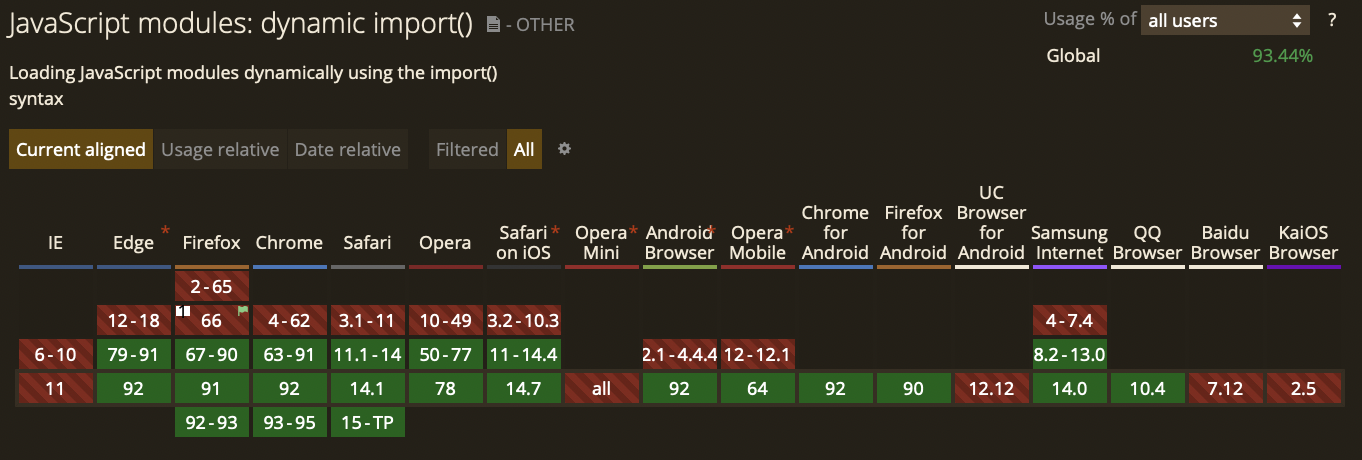 JavaScript modules: dynamic import() - OTHER
Usage % of all users ?
Global 93.44%
Loading JavaScript modules dynamically using the import()
syntax
Current aligned Usage relative Date relative Filtered All
IE
Edge *
Firefox
Chrome
Safari
Opera
Safari *
on iOS
Opera *
Mini
Android *
Browser
Opera *
Mobile
Chrome
for
Android
Firefox
for
Android
UC
Browser
for
Android
Samsung
Internet
QQ
Browser
Baidu
Browser
KaiOS
Browser
2-65
12-18 1 66 4-62 3.1-11 10-49 3.2-10.3 4-7.4
6-10 79-91 67-90 63-91 11.1-14 50-77 11-14.4 2.1-4.4.4 12-12.1 8.2-13.0
11 92 91 92 14.1 78 14.7 all 92 64 92 90 12.12 14.0 10.4 7.12 2.5
92-93 93-95 15-TP